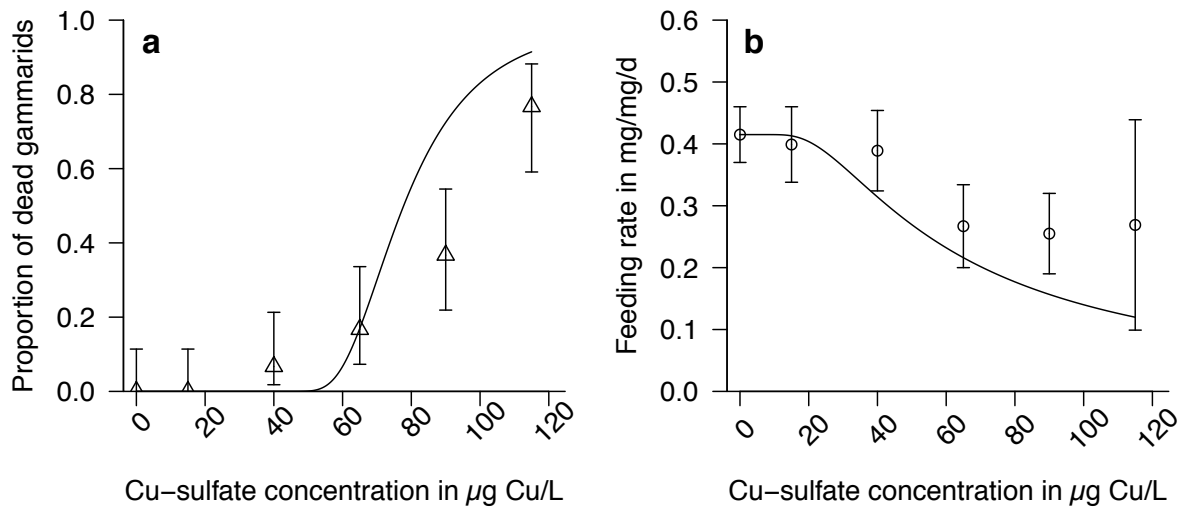 a
Proportion of dead gammarids
1.0
0.8
0.6
0.4
0.2
0.0
0 20 40 60 80 100 120
Cu−sulfate concentration in µg Cu/L
b
Feeding rate in mg/mg/d
0.6
0.5
0.4
0.3
0.2
0.1
0.0
0 20 40 60 80 100 120
Cu−sulfate concentration in µg Cu/L